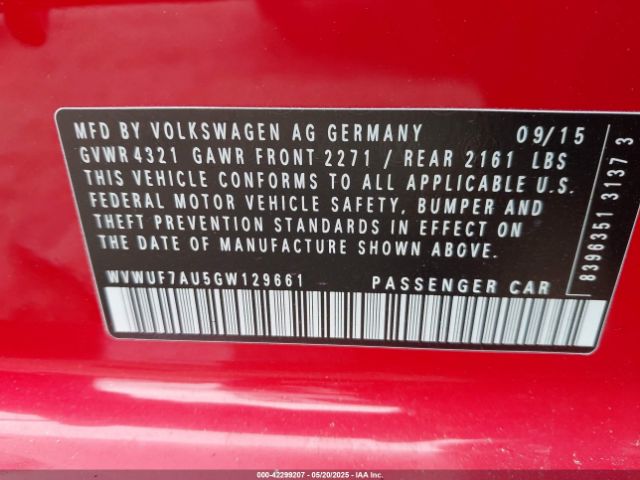 MFD BY VOLKSWAGEN AG GERMANY 09/15
GVWR 4321 GAWR FRONT 2271 / REAR 2161 LBS
THIS VEHICLE CONFORMS TO ALL APPLICABLE U.S.
FEDERAL MOTOR VEHICLE SAFETY, BUMPER AND
THEFT PREVENTION STANDARDS IN EFFECT ON
THE DATE OF MANUFACTURE SHOWN ABOVE.
WVWUF7AU5GW129661 PASSENGER CAR
8396351 3137 3
000-42299207 - 05/20/2025 - IAA Inc.